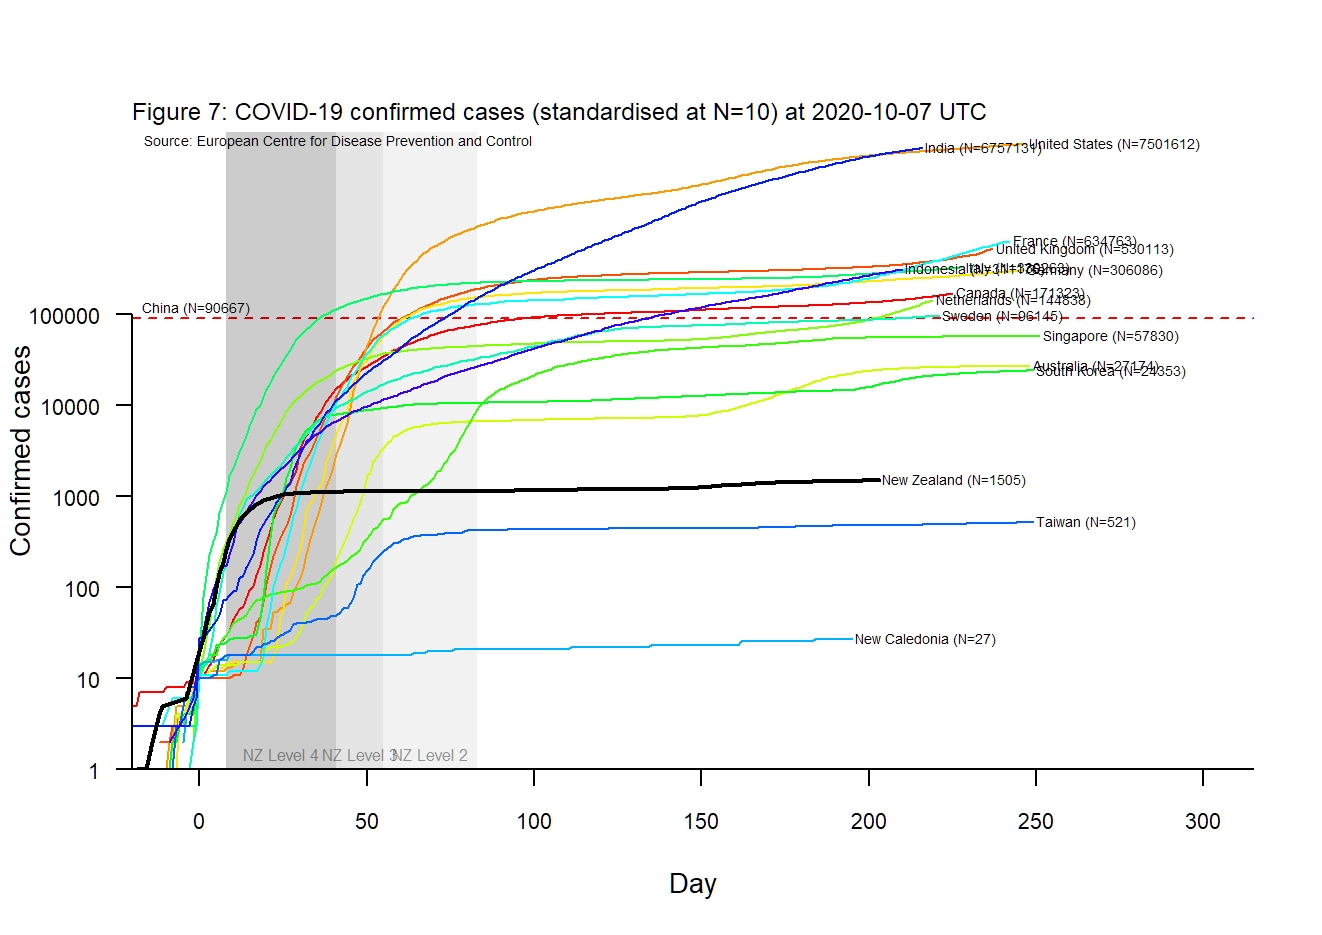 Figure 7: COVID-19 confirmed cases (standardised at N=10) at 2020-10-07 UTC
Source: European Centre for Disease Prevention and Control
India (N=6757131)
United States (N=7501612)
France (N=634763)
United Kingdom (N=530113)
Indonesia
Italy
Germany (N=306086)
Canada (N=171323)
Netherlands (N=144838)
China (N=90667)
Sweden (N=96145)
Singapore (N=57830)
Australia (N=27174)
South Korea (N=24353)
New Zealand (N=1505)
Taiwan (N=521)
New Caledonia (N=27)
NZ Level 4
NZ Level 3
NZ Level 2
Confirmed cases
100000
10000
1000
100
10
1
0
50
100
150
200
250
300
Day